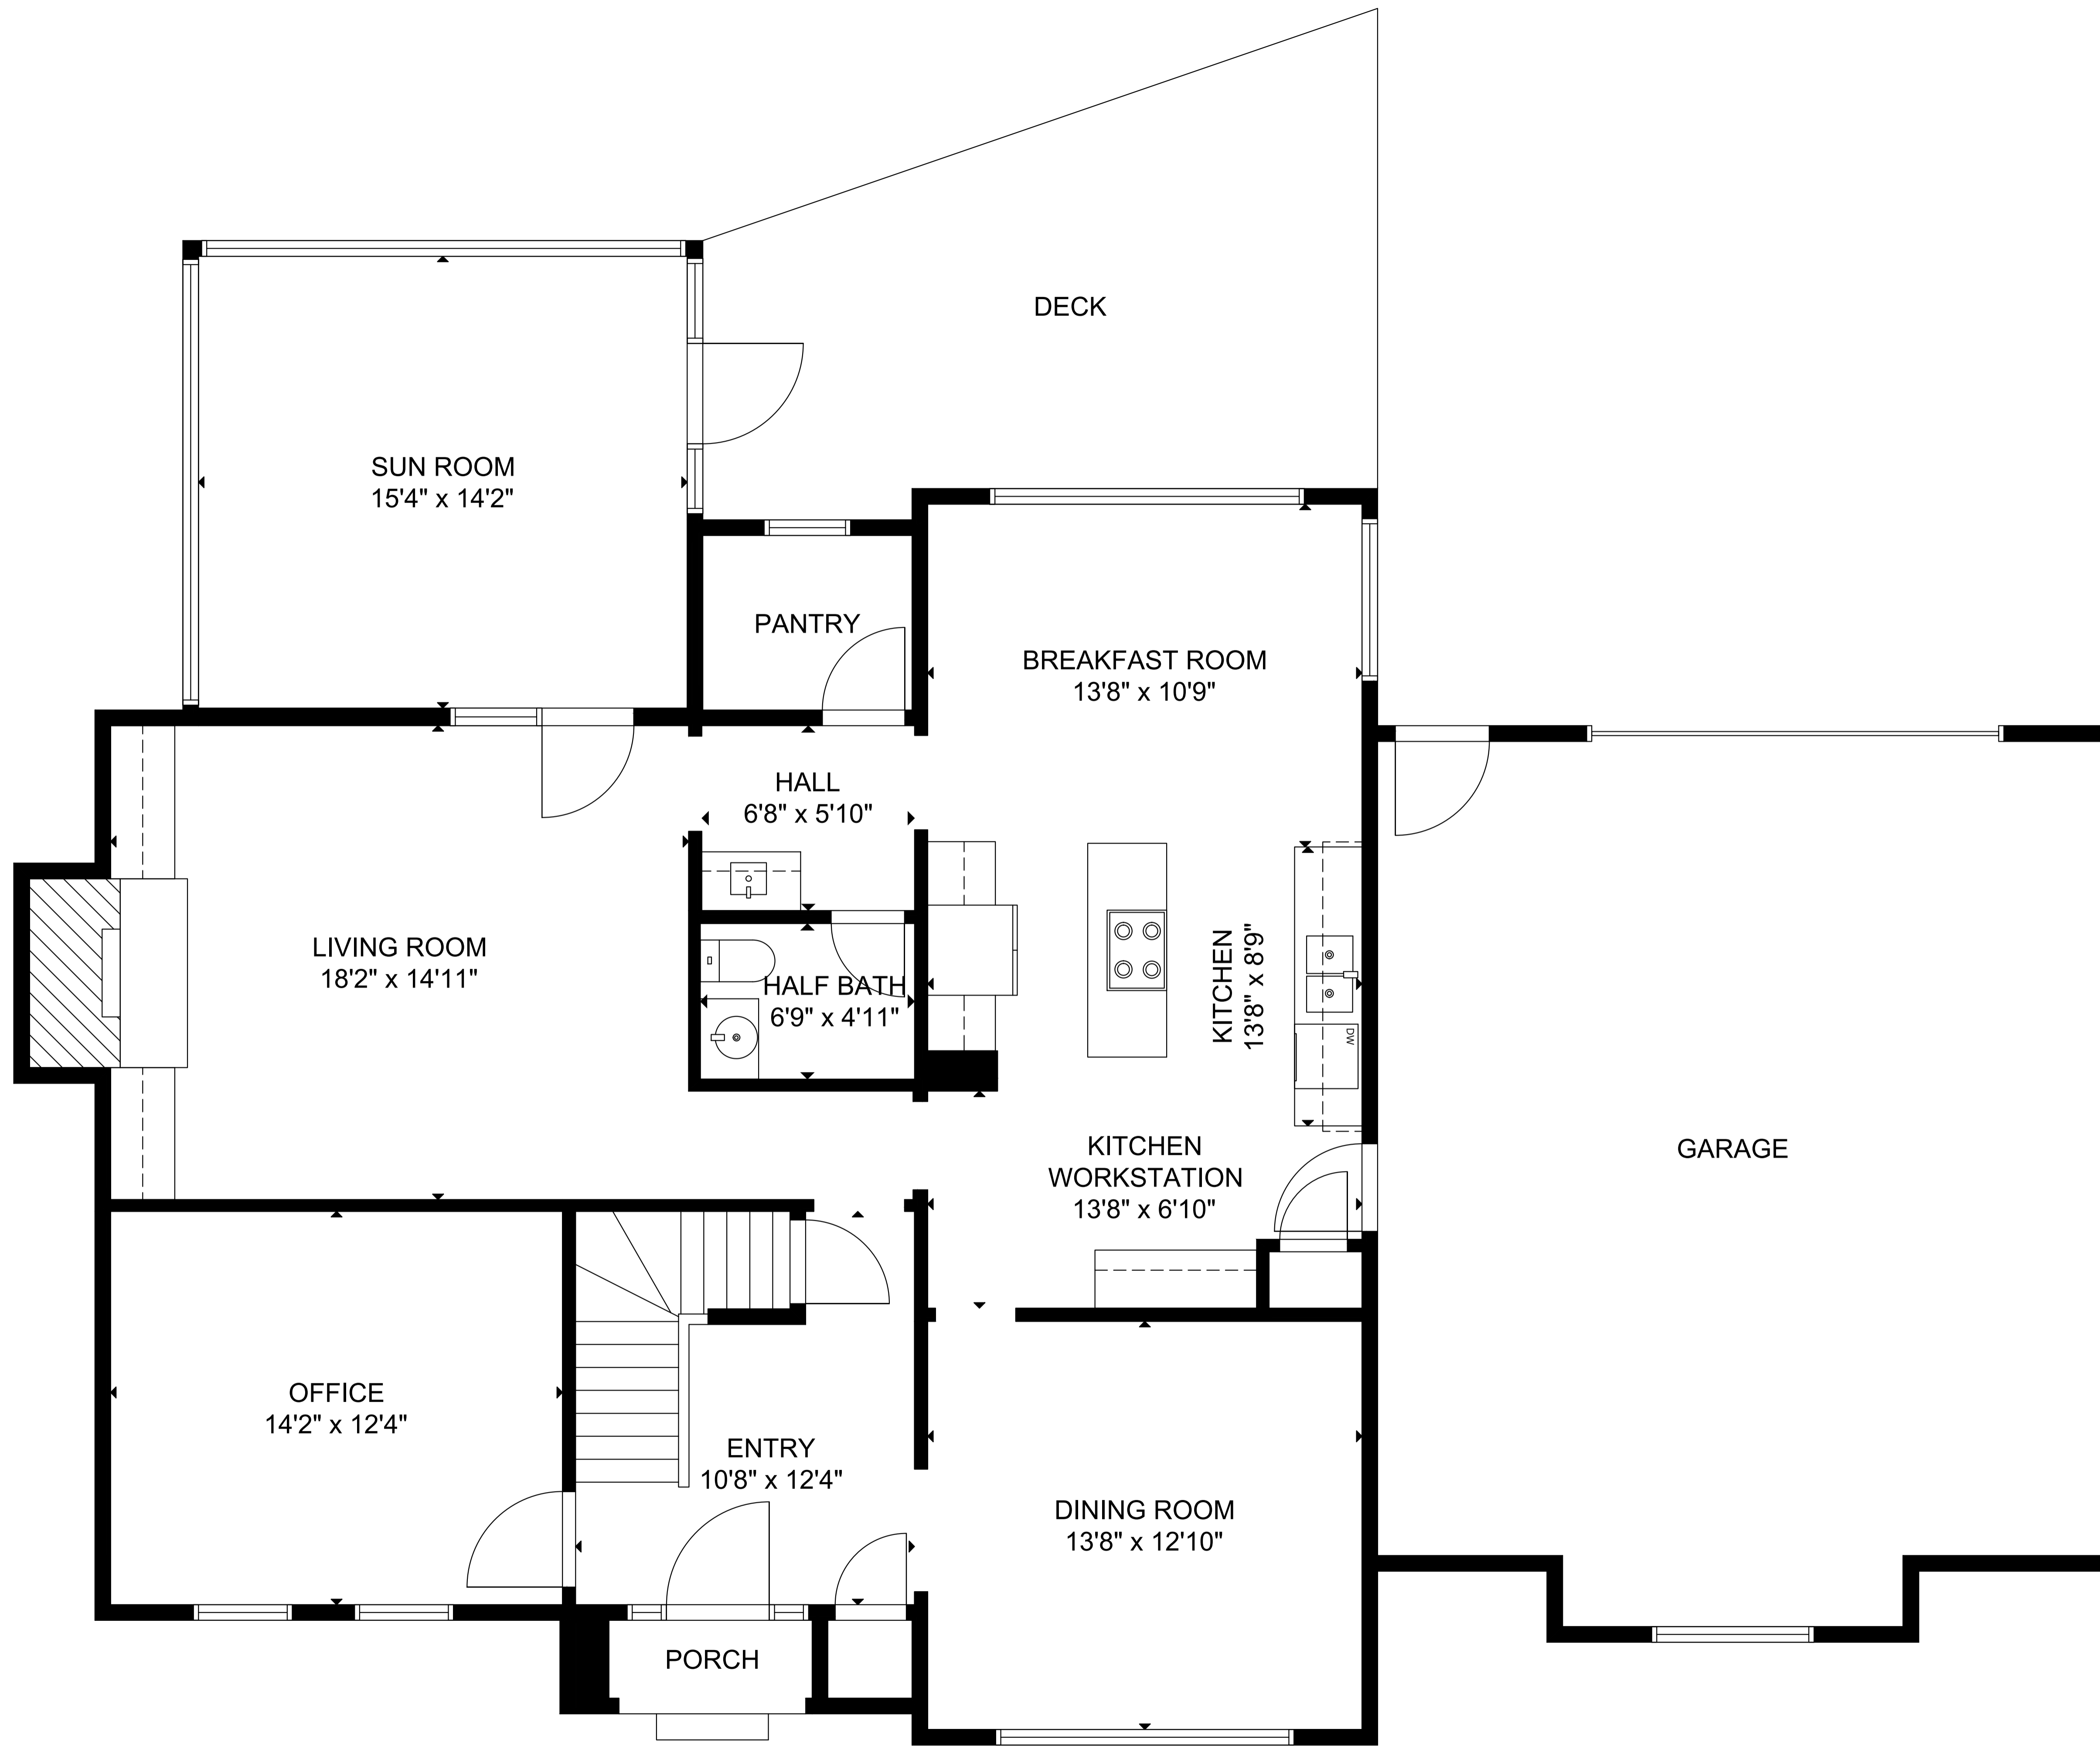 DECK
SUN ROOM
15'4" x 14'2"
PANTRY
BREAKFAST ROOM
13'8" x 10'9"
HALL
6'8" x 5'10"
LIVING ROOM
18'2" x 14'11"
HALF BATH
6'9" x 4'11"
KITCHEN
13'8" x 8'9"
DW
KITCHEN
WORKSTATION
13'8" x 6'10"
GARAGE
OFFICE
14'2" x 12'4"
ENTRY
10'8" x 12'4"
DINING ROOM
13'8" x 12'10"
PORCH